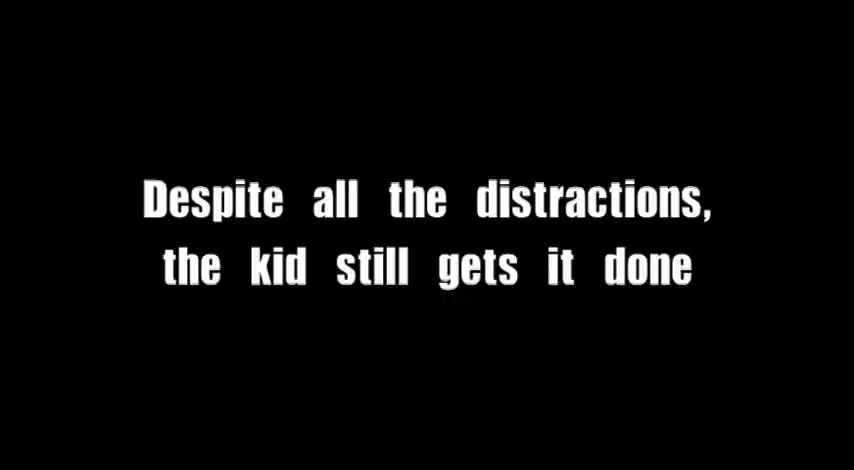 Despite all the distractions,
the kid still gets it done